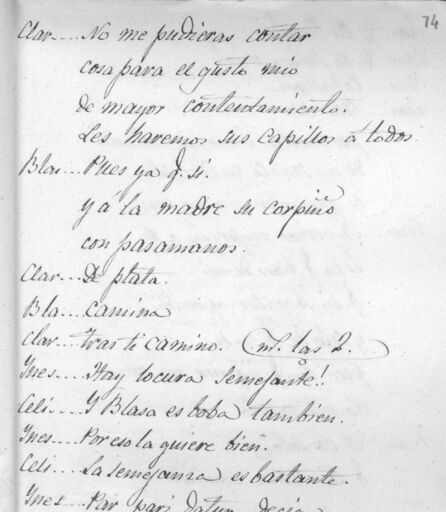 74
Clar.... No me pudieras contar
cosa para el gusto mio
de mayor contentamiento.
Les haremos sus capillos á todos.
Blas... Pues ya q. si.
y á la madre su corpiño
con pasamanos.
Clar... De plata.
Bla... Camina
Clar... tras ti camino. las 2.
Ynes... Hay locura semejante!
Celi... Y Blasa es boba tambien.
Ynes... Por eso la quiere bien.
Celi... La semejanza es bastante.
Ynes... Par pari datur, decia